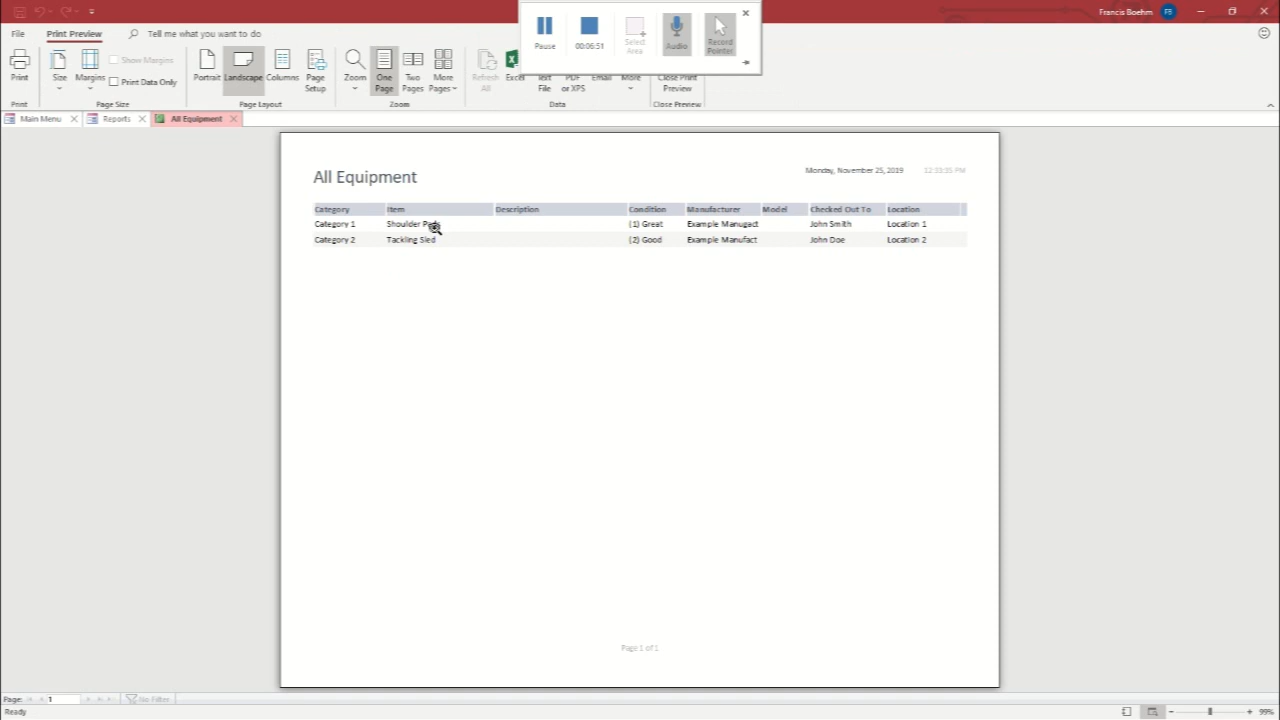 Francis Boehm FB
File Print Preview Tell me what you want to do
Pause 00:06:51 Select Area Audio Record Pointer
Print Size Margins Show Margins Print Data Only Portrait Landscape Columns Page Setup Zoom One Page Two Pages More Pages Refresh All Excel Text File PDF or XPS Email More Close Print Preview
Print Page Size Page Layout Zoom Data Close Preview
Main Menu Reports All Equipment
All Equipment Monday, November 25, 2019
Category Item Description Condition Manufacturer Model Checked Out To Location
Category 1 Shoulder Pads (1) Great Example Manugact John Smith Location 1
Category 2 Tackling Sled (2) Good Example Manufact John Doe Location 2
Page 1 of 1
Page: 1 No Filter
Ready 99%